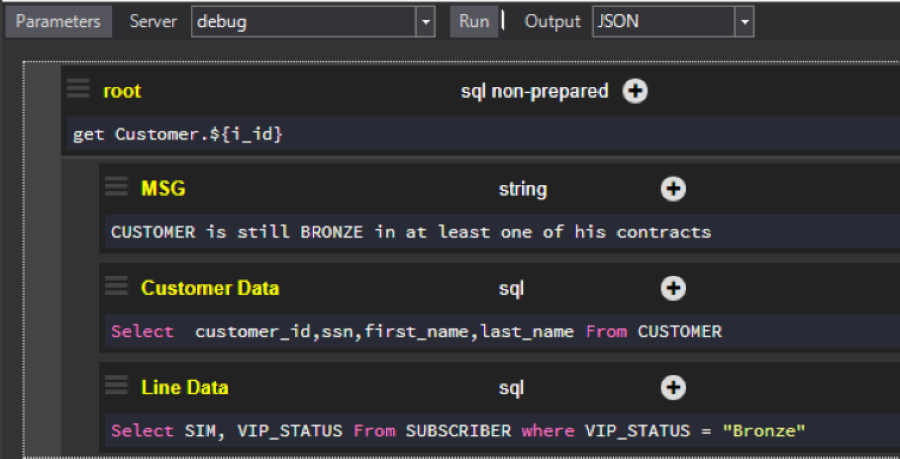 Parameters Server debug Run Output JSON
root sql non-prepared
get Customer.${i_id}
MSG string
CUSTOMER is still BRONZE in at least one of his contracts
Customer Data sql
Select  customer_id,ssn,first_name,last_name From CUSTOMER
Line Data sql
Select SIM, VIP_STATUS From SUBSCRIBER where VIP_STATUS = "Bronze"